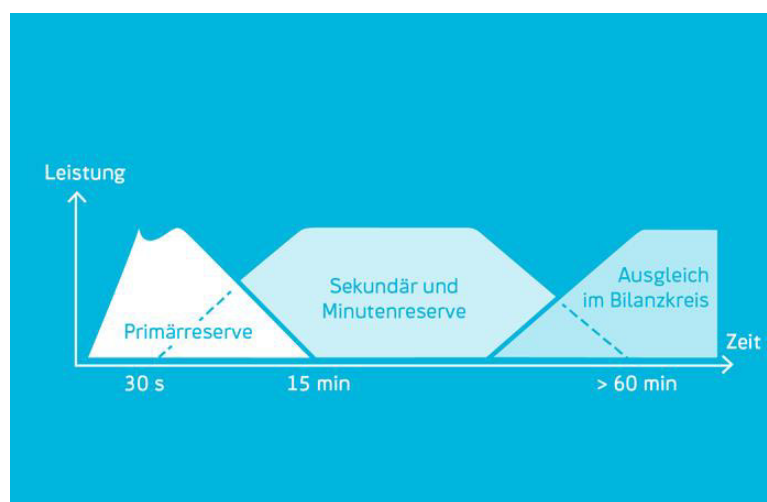 Leistung
Primärreserve
Sekundär und
Minutenreserve
Ausgleich
im Bilanzkreis
Zeit
30 s
15 min
> 60 min